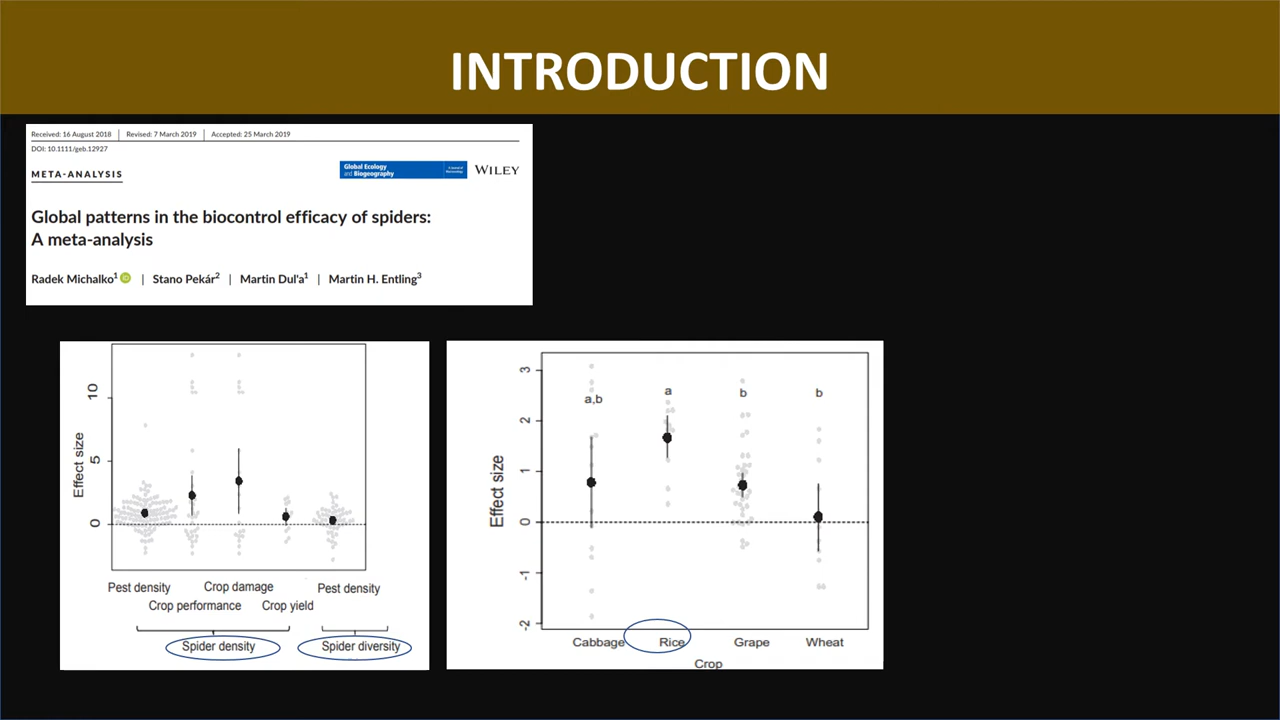 INTRODUCTION
Received: 16 August 2018 | Revised: 7 March 2019 | Accepted: 25 March 2019
DOI: 10.1111/geb.12927
META-ANALYSIS
Global Ecology
and Biogeography
WILEY
Global patterns in the biocontrol efficacy of spiders:
A meta-analysis
Radek Michalko1 iD | Stano Pekár2 | Martin Dul'a1 | Martin H. Entling3
Effect size
10
5
0
Pest density
Crop damage
Pest density
Crop performance
Crop yield
Spider density
Spider diversity
Effect size
3
2
1
0
-1
-2
a,b
a
b
b
Cabbage
Rice
Grape
Wheat
Crop